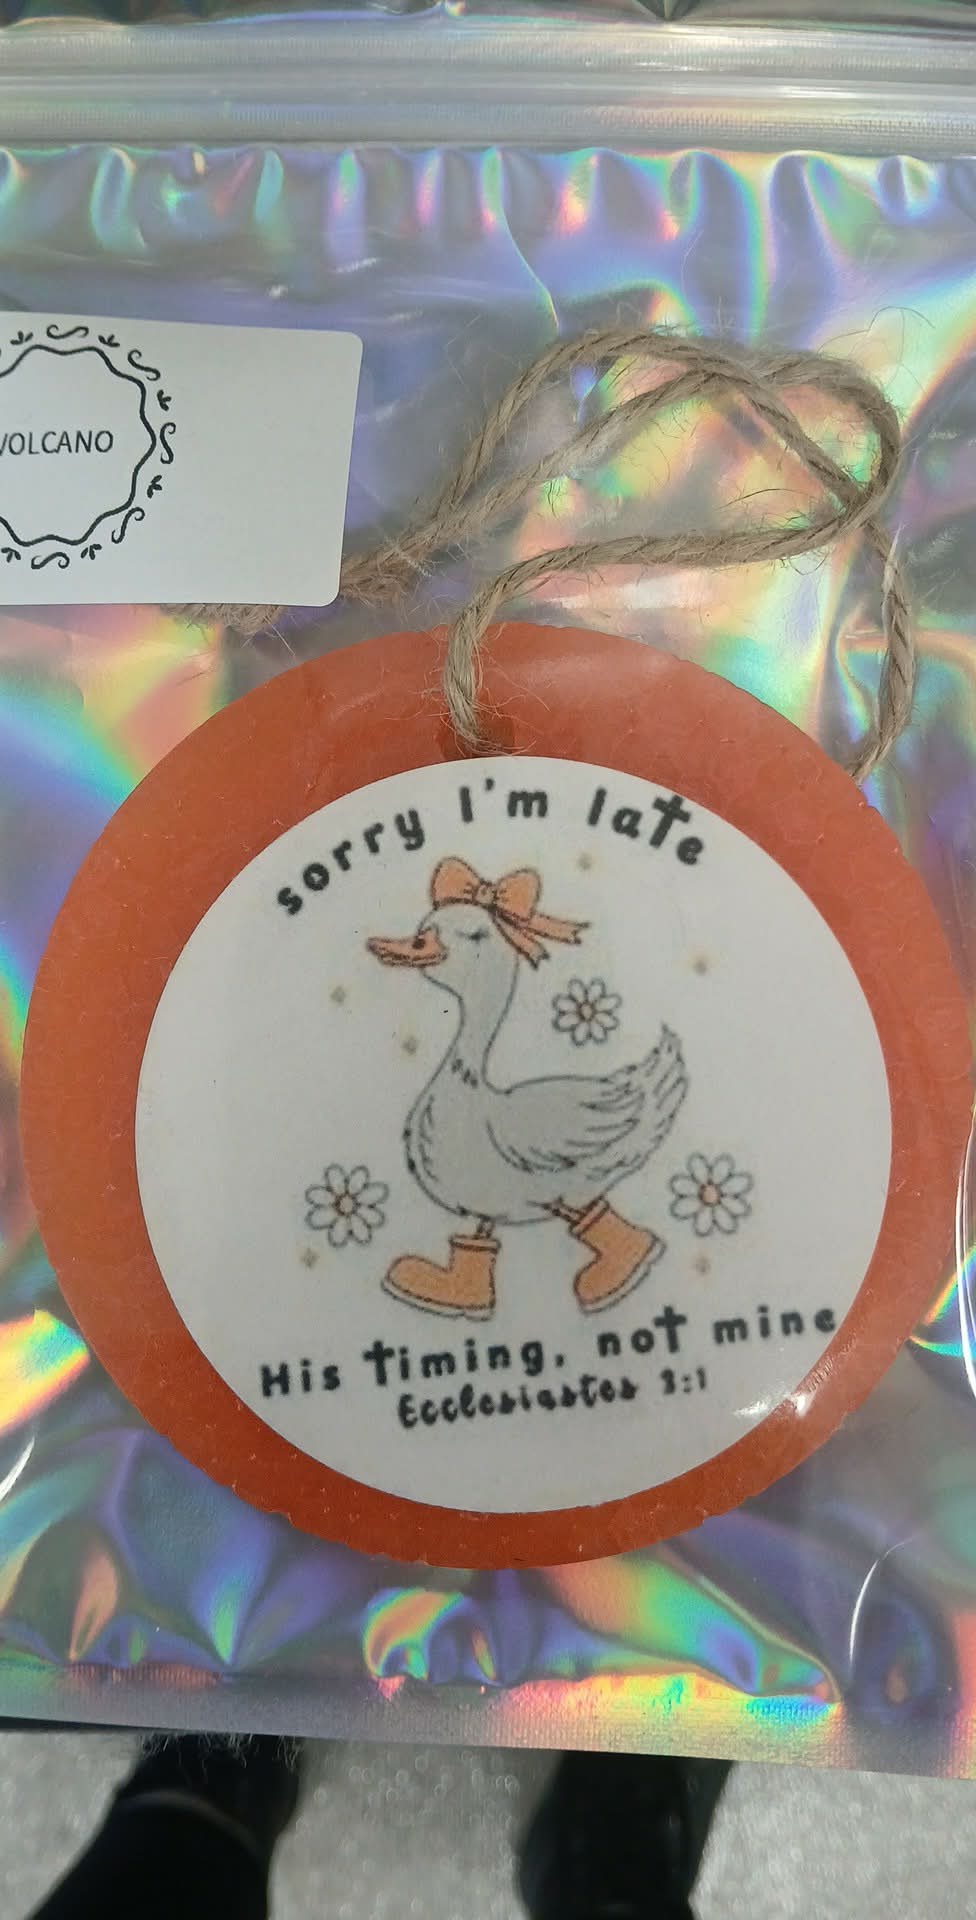 VOLCANO
sorry I'm late
His timing, not mine
Ecclesiastes 3:1